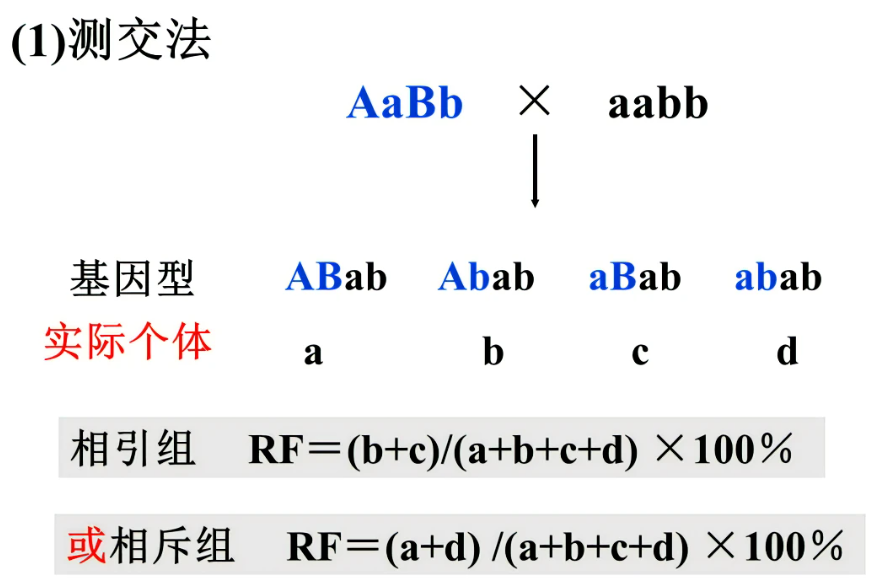 (1)测交法
AaBb × aabb
基因型 ABab Abab aBab abab
实际个体 a b c d
相引组 RF＝(b+c)/(a+b+c+d) ×100%
或相斥组 RF＝(a+d) /(a+b+c+d) ×100%